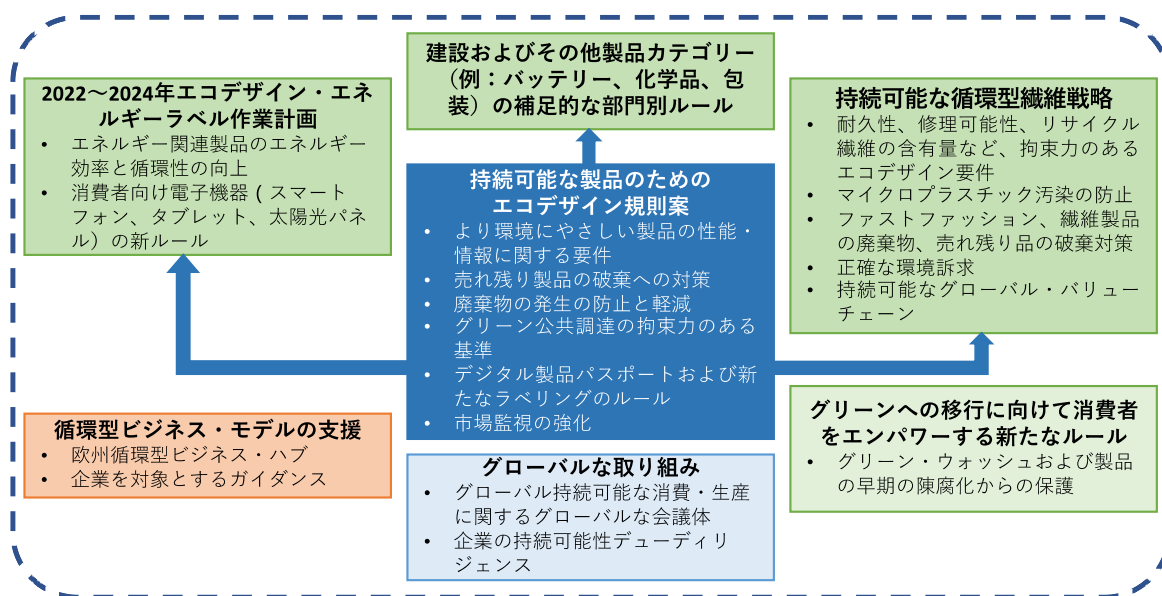 建設およびその他製品カテゴリー
（例：バッテリー、化学品、包
装）の補足的な部門別ルール
2022～2024年エコデザイン・エネ
ルギーラベル作業計画
• エネルギー関連製品のエネルギー
効率と循環性の向上
• 消費者向け電子機器（スマート
フォン、タブレット、太陽光パネ
ル）の新ルール
持続可能な製品のための
エコデザイン規則案
• より環境にやさしい製品の性能・
情報に関する要件
• 売れ残り製品の破棄への対策
• 廃棄物の発生の防止と軽減
• グリーン公共調達の拘束力のある
基準
• デジタル製品パスポートおよび新
たなラベリングのルール
• 市場監視の強化
持続可能な循環型繊維戦略
• 耐久性、修理可能性、リサイクル
繊維の含有量など、拘束力のある
エコデザイン要件
• マイクロプラスチック汚染の防止
• ファストファッション、繊維製品
の廃棄物、売れ残り品の破棄対策
• 正確な環境訴求
• 持続可能なグローバル・バリュー
チェーン
循環型ビジネス・モデルの支援
• 欧州循環型ビジネス・ハブ
• 企業を対象とするガイダンス
グローバルな取り組み
• グローバル持続可能な消費・生産
に関するグローバルな会議体
• 企業の持続可能性デューディリ
ジェンス
グリーンへの移行に向けて消費者
をエンパワーする新たなルール
• グリーン・ウォッシュおよび製品
の早期の陳腐化からの保護